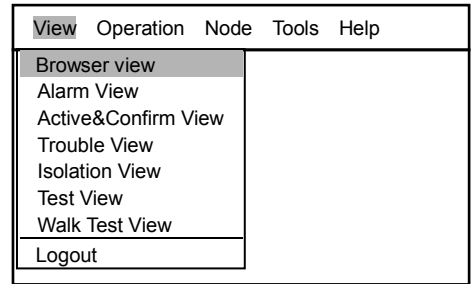 View Operation Node Tools Help
Browser view
Alarm View
Active&Confirm View
Trouble View
Isolation View
Test View
Walk Test View
Logout